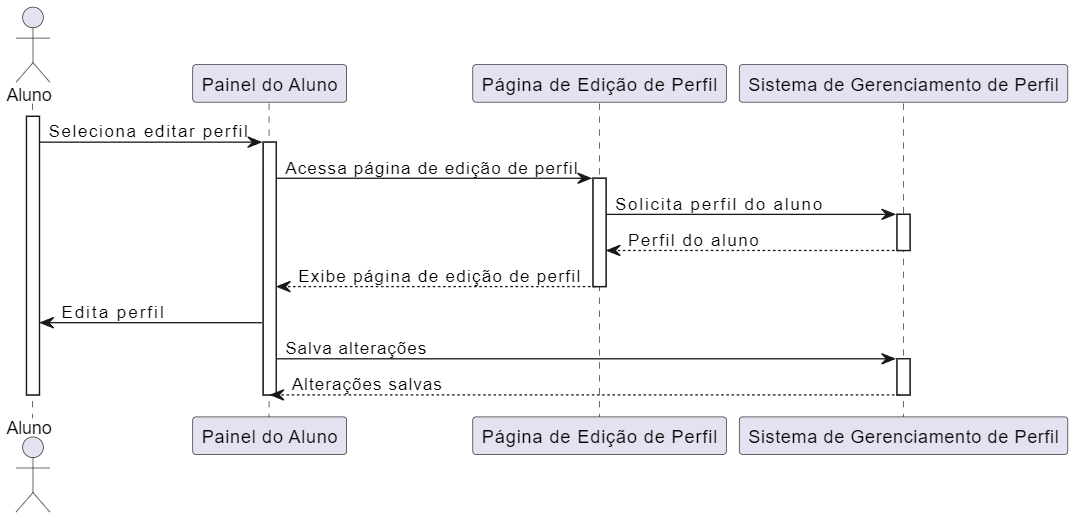 Aluno
Painel do Aluno
Página de Edição de Perfil
Sistema de Gerenciamento de Perfil
Seleciona editar perfil
Acessa página de edição de perfil
Solicita perfil do aluno
Perfil do aluno
Exibe página de edição de perfil
Edita perfil
Salva alterações
Alterações salvas
Aluno
Painel do Aluno
Página de Edição de Perfil
Sistema de Gerenciamento de Perfil